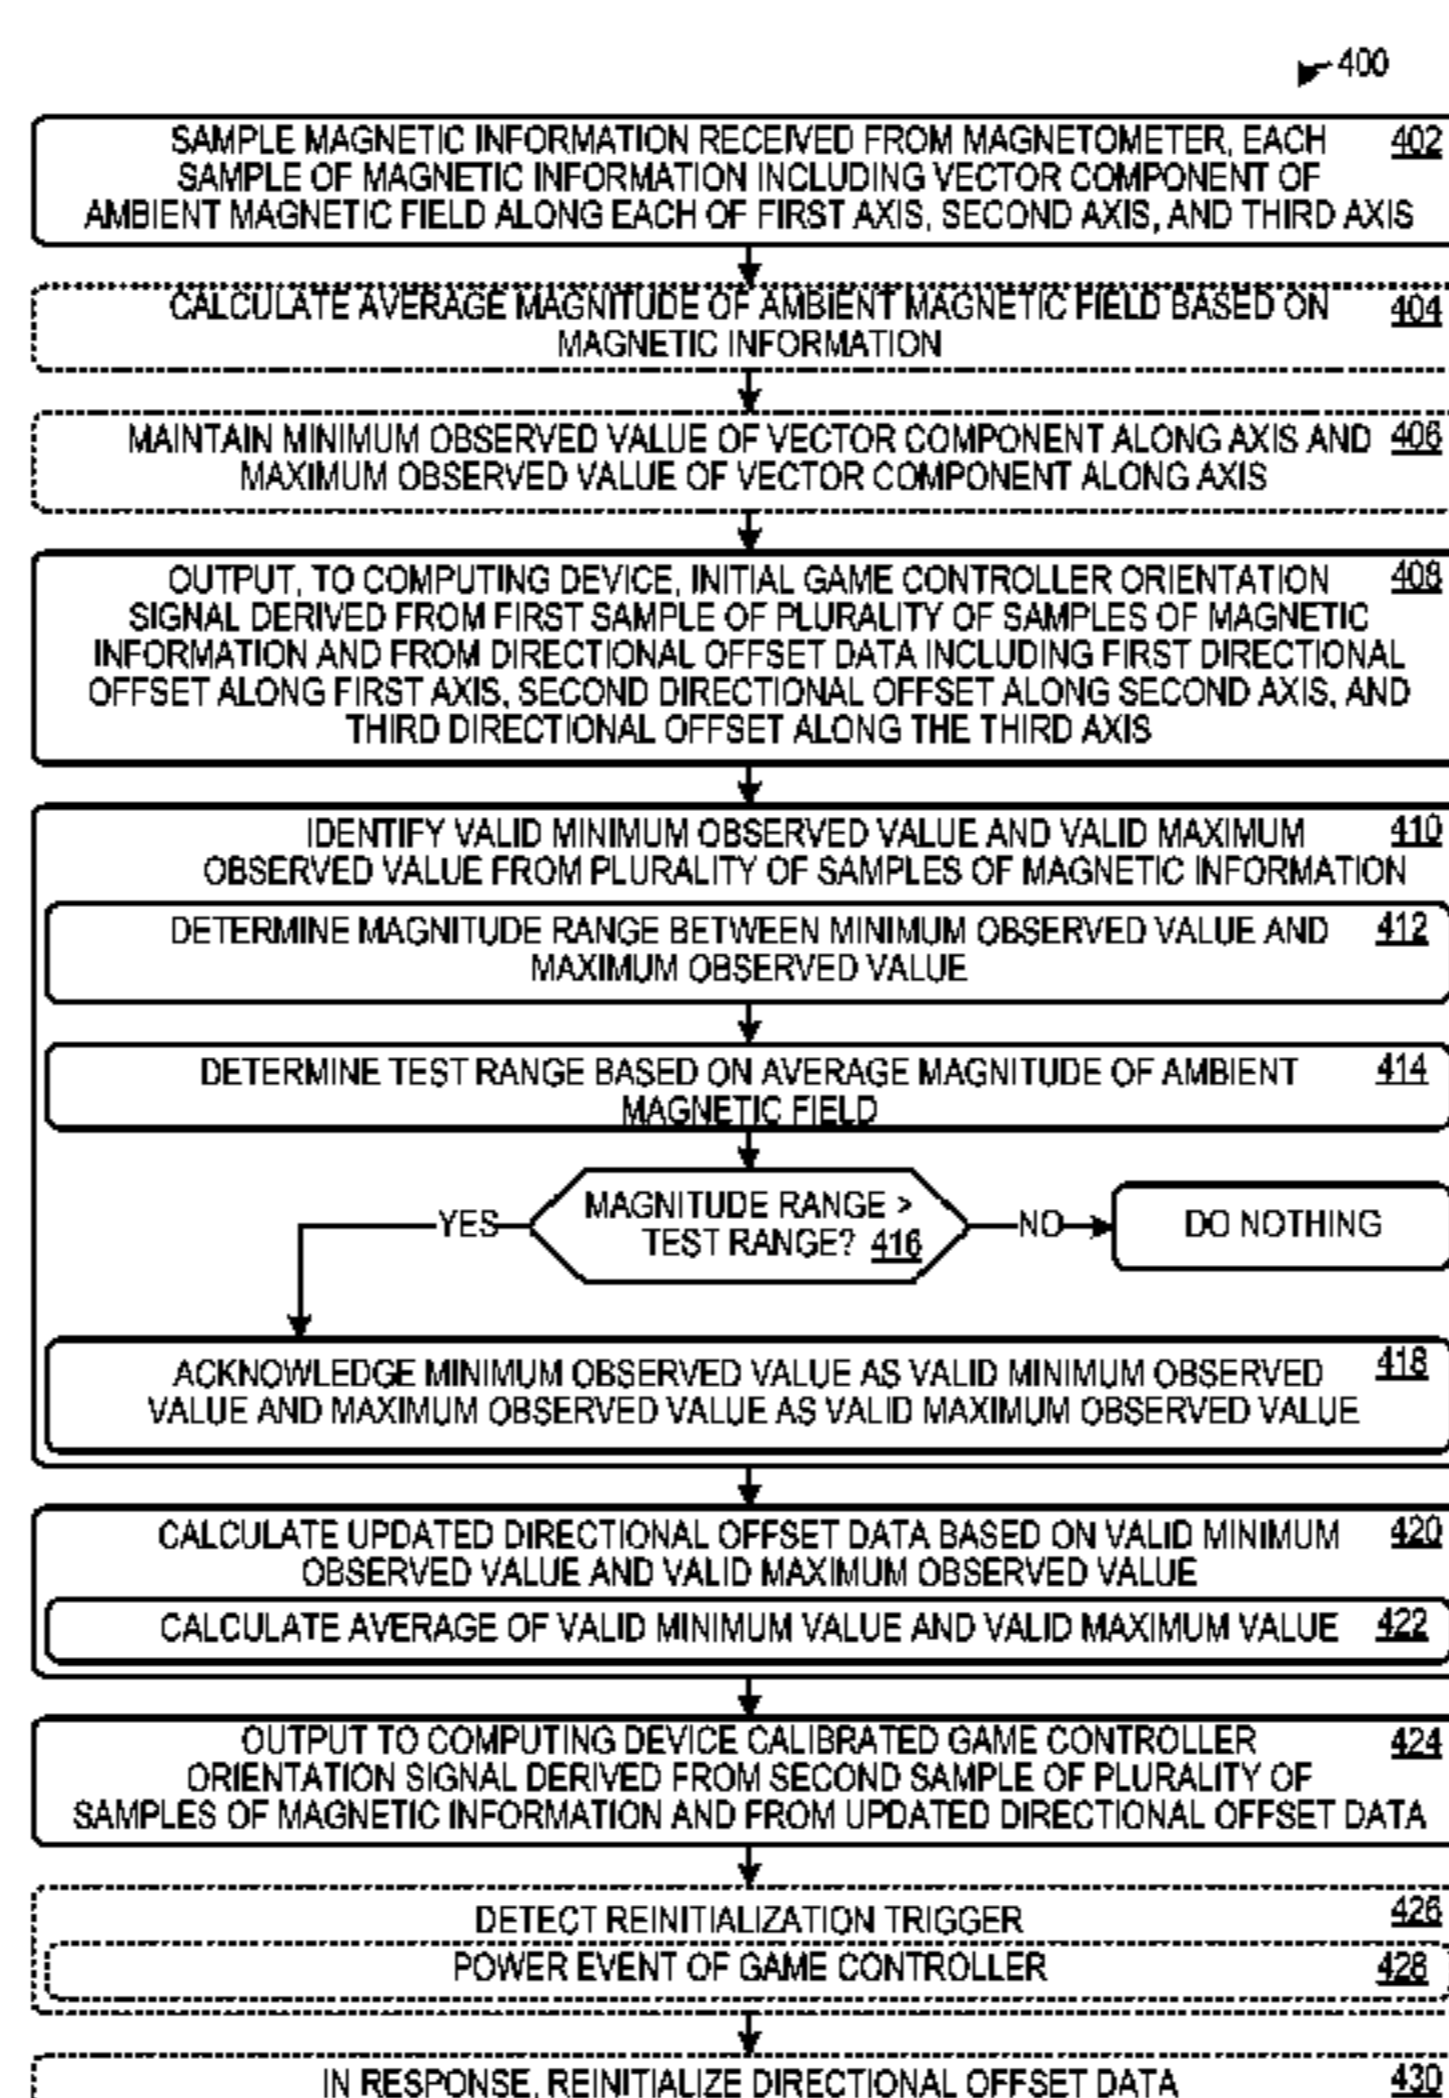 400
SAMPLE MAGNETIC INFORMATION RECEIVED FROM MAGNETOMETER, EACH 402
SAMPLE OF MAGNETIC INFORMATION INCLUDING VECTOR COMPONENT OF
AMBIENT MAGNETIC FIELD ALONG EACH OF FIRST AXIS, SECOND AXIS, AND THIRD AXIS
CALCULATE AVERAGE MAGNITUDE OF AMBIENT MAGNETIC FIELD BASED ON 404
MAGNETIC INFORMATION
MAINTAIN MINIMUM OBSERVED VALUE OF VECTOR COMPONENT ALONG AXIS AND 406
MAXIMUM OBSERVED VALUE OF VECTOR COMPONENT ALONG AXIS
OUTPUT, TO COMPUTING DEVICE, INITIAL GAME CONTROLLER ORIENTATION 408
SIGNAL DERIVED FROM FIRST SAMPLE OF PLURALITY OF SAMPLES OF MAGNETIC
INFORMATION AND FROM DIRECTIONAL OFFSET DATA INCLUDING FIRST DIRECTIONAL
OFFSET ALONG FIRST AXIS, SECOND DIRECTIONAL OFFSET ALONG SECOND AXIS, AND
THIRD DIRECTIONAL OFFSET ALONG THE THIRD AXIS
IDENTIFY VALID MINIMUM OBSERVED VALUE AND VALID MAXIMUM 410
OBSERVED VALUE FROM PLURALITY OF SAMPLES OF MAGNETIC INFORMATION
DETERMINE MAGNITUDE RANGE BETWEEN MINIMUM OBSERVED VALUE AND 412
MAXIMUM OBSERVED VALUE
DETERMINE TEST RANGE BASED ON AVERAGE MAGNITUDE OF AMBIENT 414
MAGNETIC FIELD
MAGNITUDE RANGE >
TEST RANGE? 416
YES
NO
DO NOTHING
ACKNOWLEDGE MINIMUM OBSERVED VALUE AS VALID MINIMUM OBSERVED 418
VALUE AND MAXIMUM OBSERVED VALUE AS VALID MAXIMUM OBSERVED VALUE
CALCULATE UPDATED DIRECTIONAL OFFSET DATA BASED ON VALID MINIMUM 420
OBSERVED VALUE AND VALID MAXIMUM OBSERVED VALUE
CALCULATE AVERAGE OF VALID MINIMUM VALUE AND VALID MAXIMUM VALUE 422
OUTPUT TO COMPUTING DEVICE CALIBRATED GAME CONTROLLER 424
ORIENTATION SIGNAL DERIVED FROM SECOND SAMPLE OF PLURALITY OF
SAMPLES OF MAGNETIC INFORMATION AND FROM UPDATED DIRECTIONAL OFFSET DATA
DETECT REINITIALIZATION TRIGGER 426
POWER EVENT OF GAME CONTROLLER 428
IN RESPONSE, REINITIALIZE DIRECTIONAL OFFSET DATA 430